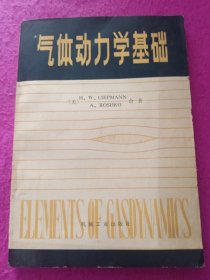 气体动力学基础
〔美〕 H. W. LIEPMANN
A. ROSHKO 合著
ELEMENTS OF GASDYNAMICS
机械工业出版社